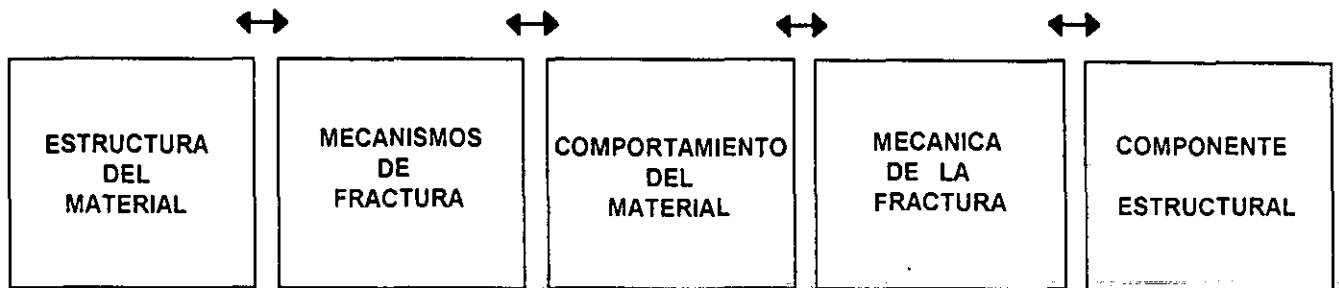 ESTRUCTURA
DEL
MATERIAL
MECANISMOS
DE
FRACTURA
COMPORTAMIENTO
DEL
MATERIAL
MECANICA
DE LA
FRACTURA
COMPONENTE
ESTRUCTURAL